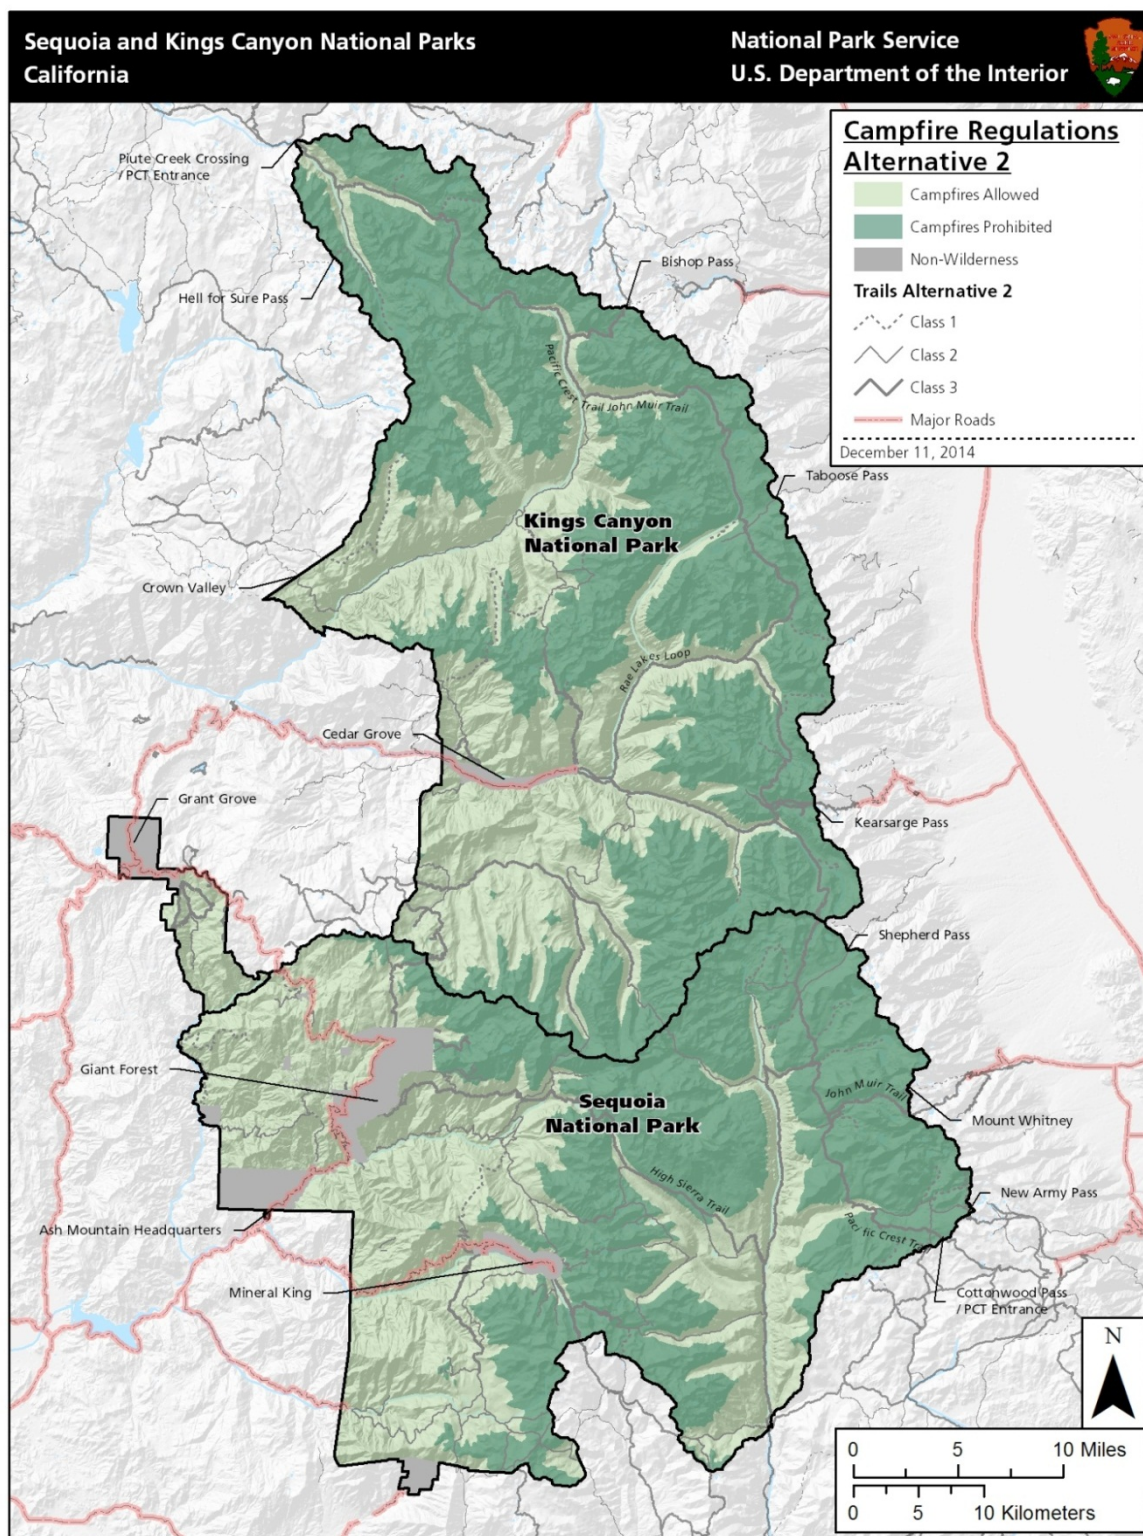 Sequoia and Kings Canyon National Parks
California
National Park Service
U.S. Department of the Interior
Campfire Regulations
Alternative 2
Campfires Allowed
Campfires Prohibited
Non-Wilderness
Trails Alternative 2
Class 1
Class 2
Class 3
Major Roads
December 11, 2014
Piute Creek Crossing
/ PCT Entrance
Bishop Pass
Hell for Sure Pass
Pacific Crest Trail
John Muir Trail
Taboose Pass
Kings Canyon
National Park
Crown Valley
Rae Lakes Loop
Cedar Grove
Grant Grove
Kearsarge Pass
Shepherd Pass
Giant Forest
John Muir Trail
Sequoia
National Park
Mount Whitney
High Sierra Trail
New Army Pass
Pacific Crest Trail
Ash Mountain Headquarters
Mineral King
Cottonwood Pass
/ PCT Entrance
N
0 5 10 Miles
0 5 10 Kilometers